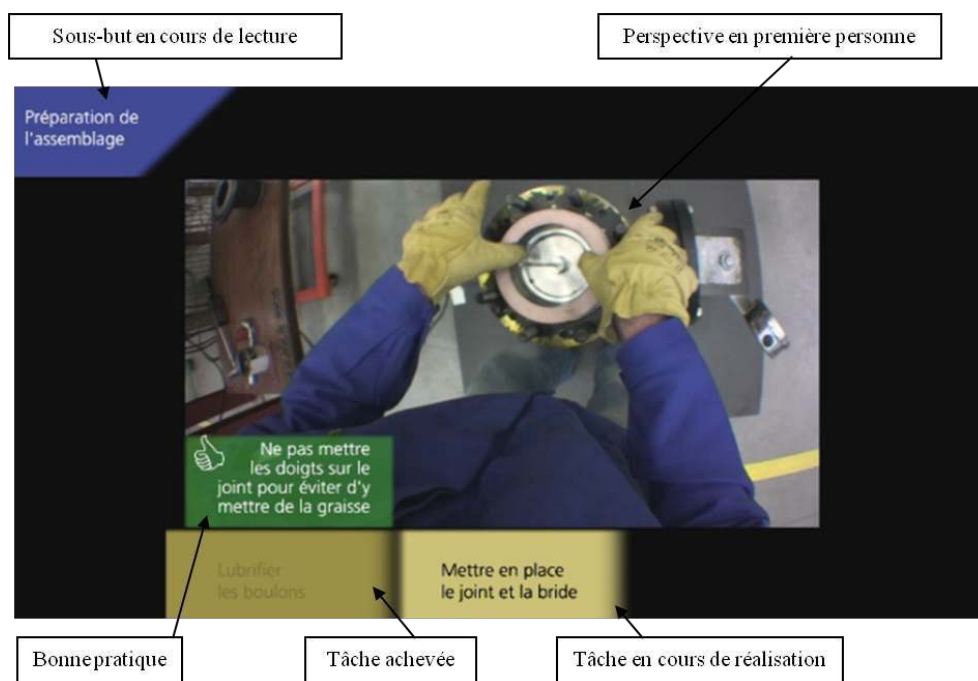 Sous-but en cours de lecture
Perspective en première personne
Préparation de
l'assemblage
Ne pas mettre
les doigts sur le
joint pour éviter d'y
mettre de la graisse
Lubrifier
les boulons
Mettre en place
le joint et la bride
Bonne pratique
Tâche achevée
Tâche en cours de réalisation